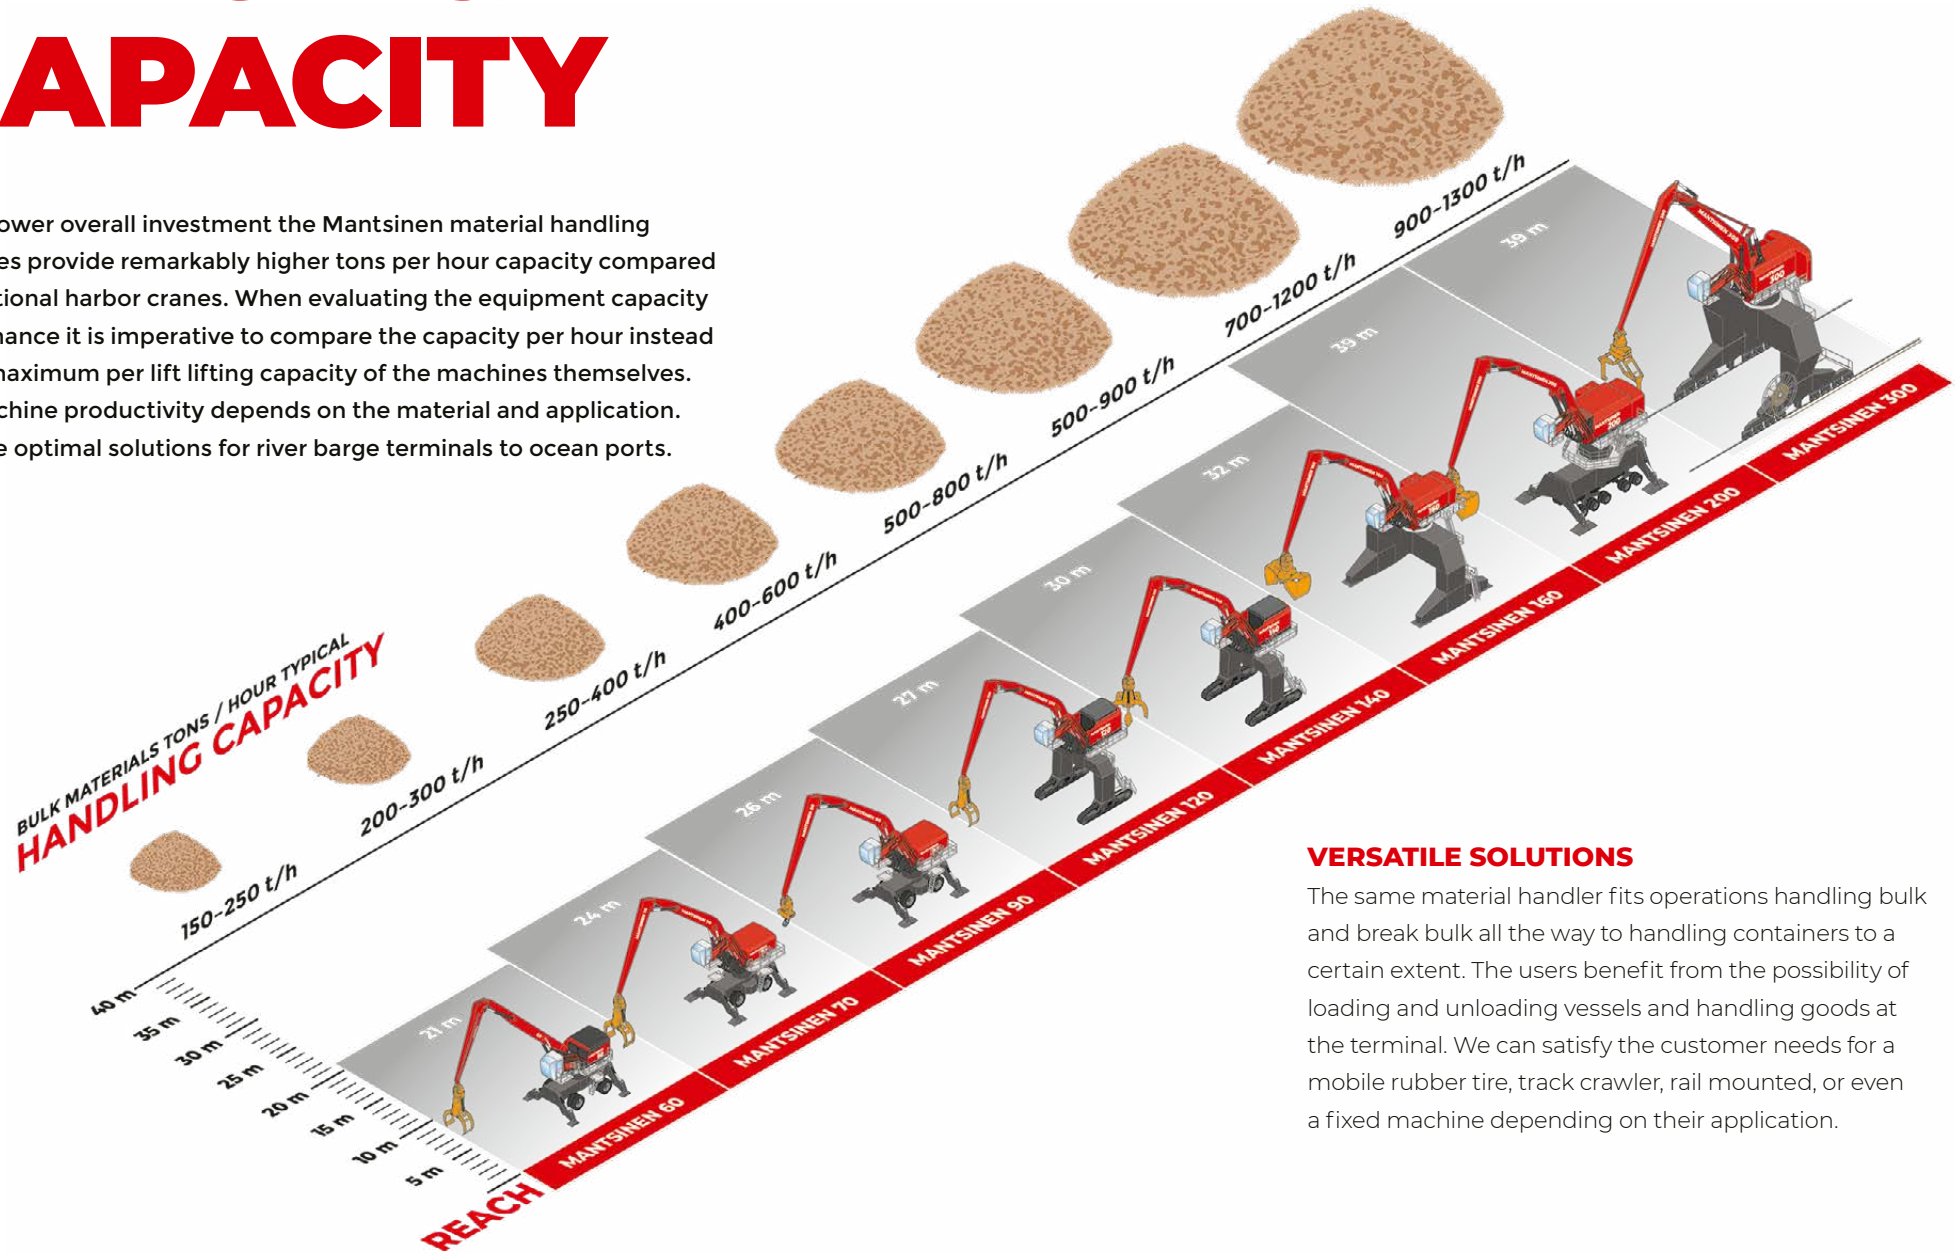 APACITY
ower overall investment the Mantsinen material handling
es provide remarkably higher tons per hour capacity compared
tional harbor cranes. When evaluating the equipment capacity
nance it is imperative to compare the capacity per hour instead
maximum per lift lifting capacity of the machines themselves.
chine productivity depends on the material and application.
e optimal solutions for river barge terminals to ocean ports.
BULK MATERIALS TONS / HOUR TYPICAL
HANDLING CAPACITY
150-250 t/h
200-300 t/h
250-400 t/h
400-600 t/h
500-800 t/h
500-900 t/h
700-1200 t/h
900-1300 t/h
21 m
24 m
26 m
27 m
30 m
32 m
39 m
39 m
40 m
35 m
30 m
25 m
20 m
15 m
10 m
5 m
REACH
MANTSINEN 60
MANTSINEN 70
MANTSINEN 90
MANTSINEN 120
MANTSINEN 140
MANTSINEN 160
MANTSINEN 200
MANTSINEN 300
VERSATILE SOLUTIONS
The same material handler fits operations handling bulk
and break bulk all the way to handling containers to a
certain extent. The users benefit from the possibility of
loading and unloading vessels and handling goods at
the terminal. We can satisfy the customer needs for a
mobile rubber tire, track crawler, rail mounted, or even
a fixed machine depending on their application.